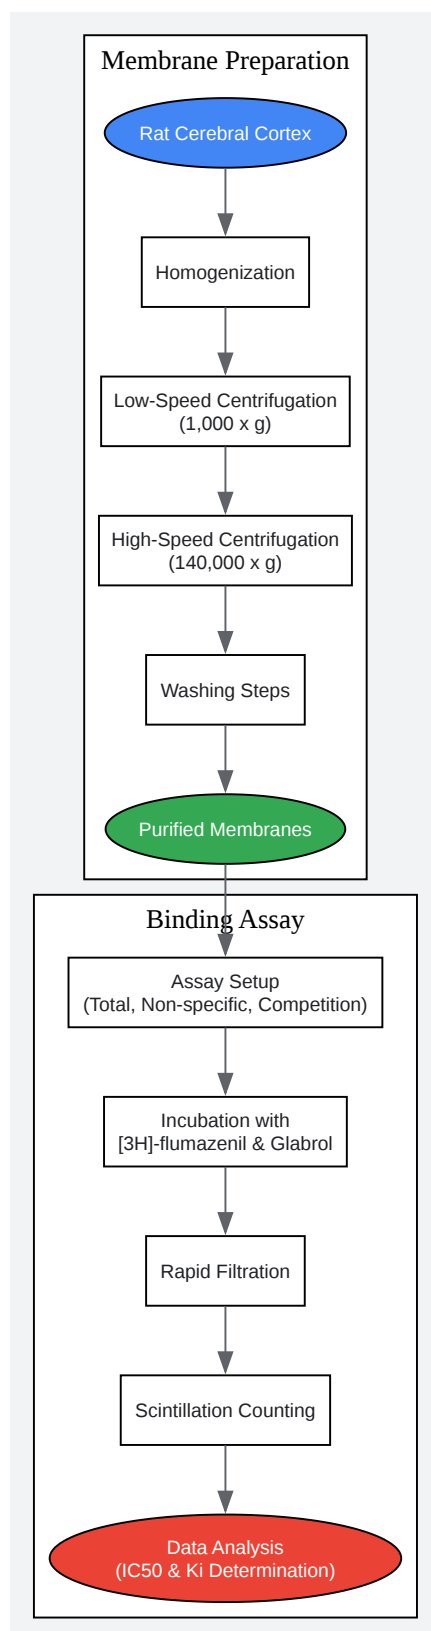 Membrane Preparation
Rat Cerebral Cortex
Homogenization
Low-Speed Centrifugation
(1,000 x g)
High-Speed Centrifugation
(140,000 x g)
Washing Steps
Purified Membranes
Binding Assay
Assay Setup
(Total, Non-specific, Competition)
Incubation with
[3H]-flumazenil & Glabrol
Rapid Filtration
Scintillation Counting
Data Analysis
(IC50 & Ki Determination)